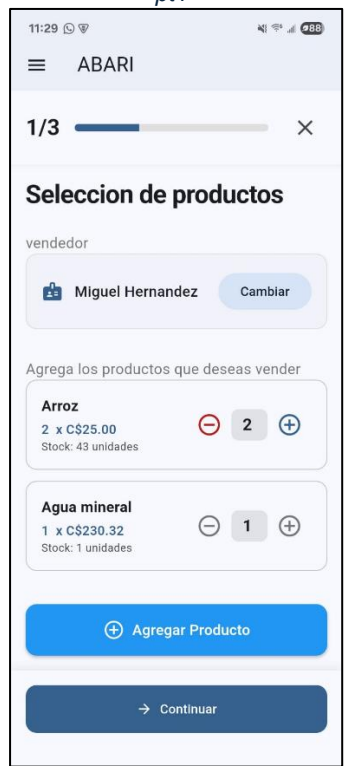 11:29
88
ABARI
1/3
Seleccion de productos
vendedor
Miguel Hernandez
Cambiar
Agrega los productos que deseas vender
Arroz
2 x C$25.00
Stock: 43 unidades
2
Agua mineral
1 x C$230.32
Stock: 1 unidades
1
Agregar Producto
Continuar